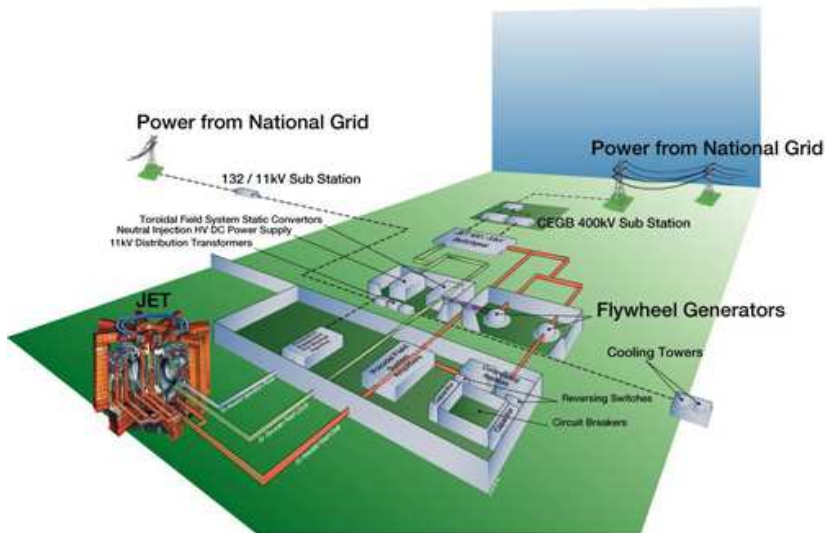 Power from National Grid
Power from National Grid
132 / 11kV Sub Station
Toroidal Field System Static Convertors
Neutral Injection HV DC Power Supply
11kV Distribution Transformers
CEGB 400kV Sub Station
JET
Flywheel Generators
Cooling Towers
Reversing Switches
Circuit Breakers